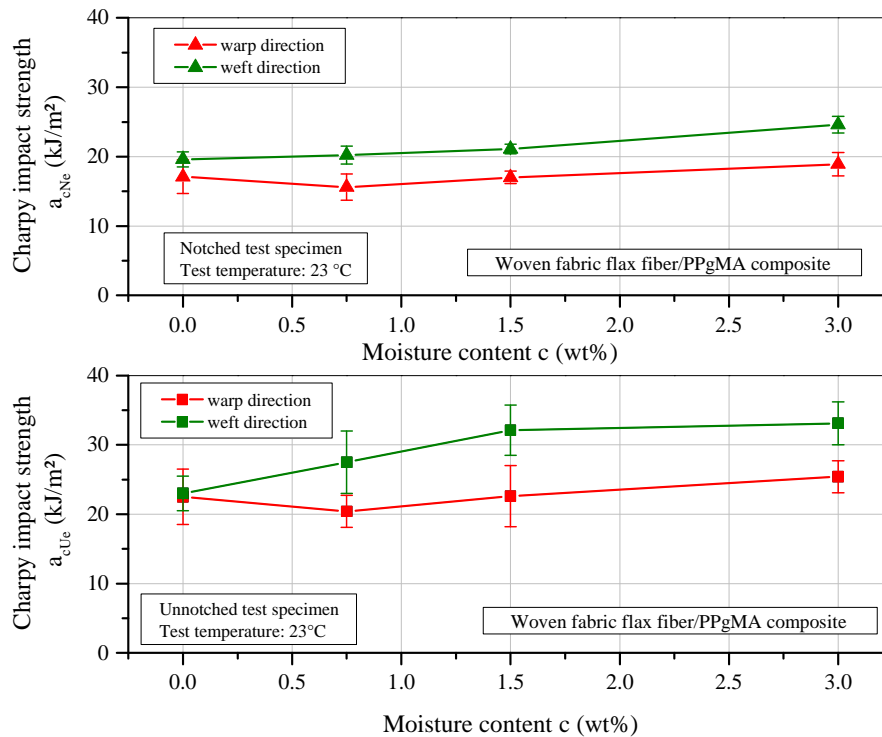 40
30
20
10
0
Charpy impact strength
a_cNe (kJ/m²)
warp direction
weft direction
Notched test specimen
Test temperature: 23 °C
Woven fabric flax fiber/PPgMA composite
0.0 0.5 1.0 1.5 2.0 2.5 3.0
Moisture content c (wt%)
40
30
20
10
0
Charpy impact strength
a_cUe (kJ/m²)
warp direction
weft direction
Unnotched test specimen
Test temperature: 23°C
Woven fabric flax fiber/PPgMA composite
0.0 0.5 1.0 1.5 2.0 2.5 3.0
Moisture content c (wt%)